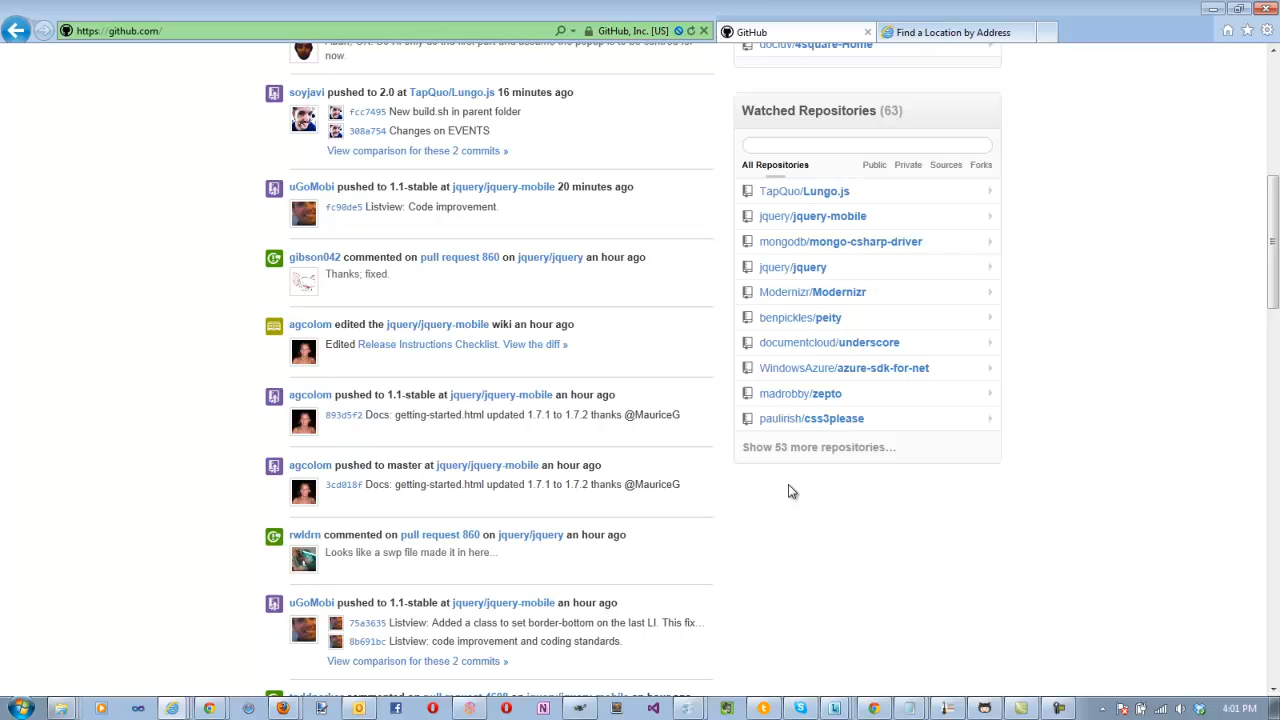 https://github.com/
GitHub, Inc. [US]
GitHub
Find a Location by Address
now.
soyjavi pushed to 2.0 at TapQuo/Lungo.js 16 minutes ago
fcc7495 New build.sh in parent folder
308a754 Changes on EVENTS
View comparison for these 2 commits »
uGoMobi pushed to 1.1-stable at jquery/jquery-mobile 20 minutes ago
fc90de5 Listview: Code improvement.
gibson042 commented on pull request 860 on jquery/jquery an hour ago
Thanks; fixed.
agcolom edited the jquery/jquery-mobile wiki an hour ago
Edited Release Instructions Checklist. View the diff »
agcolom pushed to 1.1-stable at jquery/jquery-mobile an hour ago
893d5f2 Docs: getting-started.html updated 1.7.1 to 1.7.2 thanks @MauriceG
agcolom pushed to master at jquery/jquery-mobile an hour ago
3cd018f Docs: getting-started.html updated 1.7.1 to 1.7.2 thanks @MauriceG
rwldrn commented on pull request 860 on jquery/jquery an hour ago
Looks like a swp file made it in here...
uGoMobi pushed to 1.1-stable at jquery/jquery-mobile an hour ago
75a3635 Listview: Added a class to set border-bottom on the last LI. This fix...
8b691bc Listview: code improvement and coding standards.
View comparison for these 2 commits »
docluv/4square-Home
Watched Repositories (63)
All Repositories Public Private Sources Forks
TapQuo/Lungo.js
jquery/jquery-mobile
mongodb/mongo-csharp-driver
jquery/jquery
Modernizr/Modernizr
benpickles/peity
documentcloud/underscore
WindowsAzure/azure-sdk-for-net
madrobby/zepto
paulirish/css3please
Show 53 more repositories…
4:01 PM